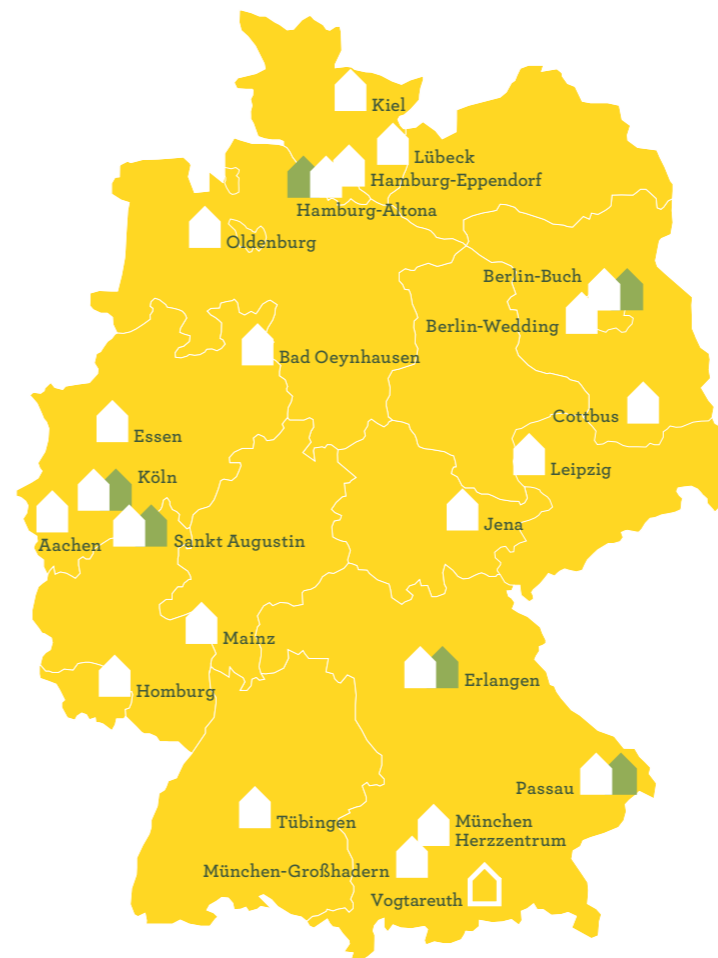 Kiel
Lübeck
Hamburg-Eppendorf
Hamburg-Altona
Oldenburg
Berlin-Buch
Berlin-Wedding
Bad Oeynhausen
Cottbus
Essen
Leipzig
Köln
Jena
Aachen
Sankt Augustin
Mainz
Erlangen
Homburg
Passau
Tübingen
München
Herzzentrum
München-Großhadern
Vogtareuth